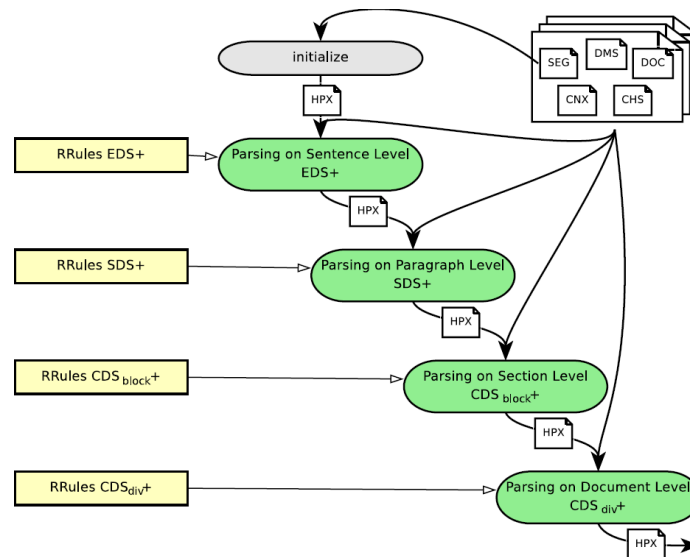 initialize
SEG
DMS
DOC
CNX
CHS
HPX
RRules EDS+
Parsing on Sentence Level
EDS+
HPX
RRules SDS+
Parsing on Paragraph Level
SDS+
HPX
RRules CDS block+
Parsing on Section Level
CDS block+
HPX
RRules CDSdiv+
Parsing on Document Level
CDS div+
HPX